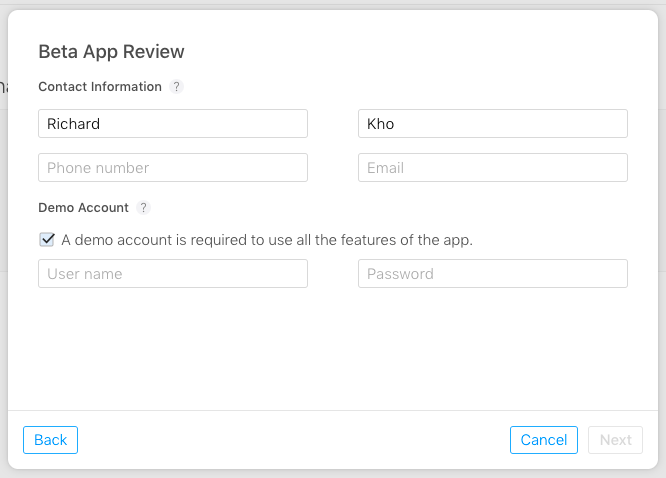 Beta App Review
Contact Information ?
Richard Kho
Phone number Email
Demo Account ?
A demo account is required to use all the features of the app.
User name Password
Back Cancel Next